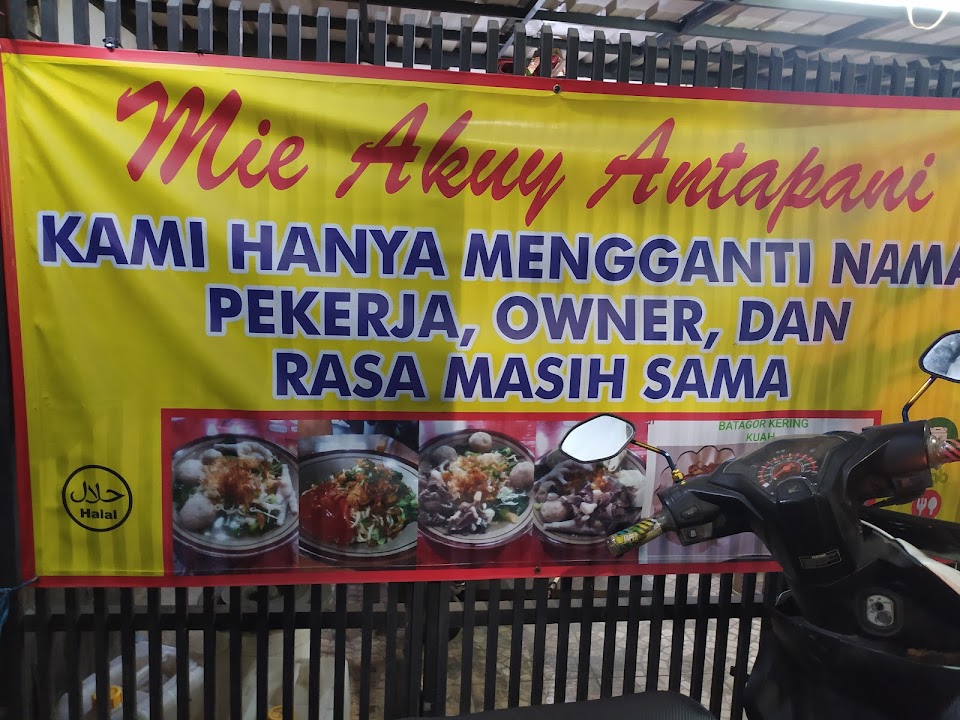 Mie Akuy Antapani
KAMI HANYA MENGGANTI NAMA
PEKERJA, OWNER, DAN
RASA MASIH SAMA
BATAGOR KERING
KUAH
حلال
Halal